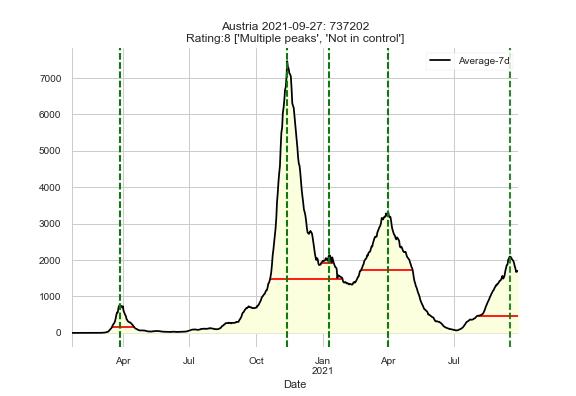 Austria 2021-09-27: 737202
Rating:8 ['Multiple peaks', 'Not in control']
Average-7d
7000
6000
5000
4000
3000
2000
1000
0
Apr Jul Oct Jan Apr Jul
2021
Date